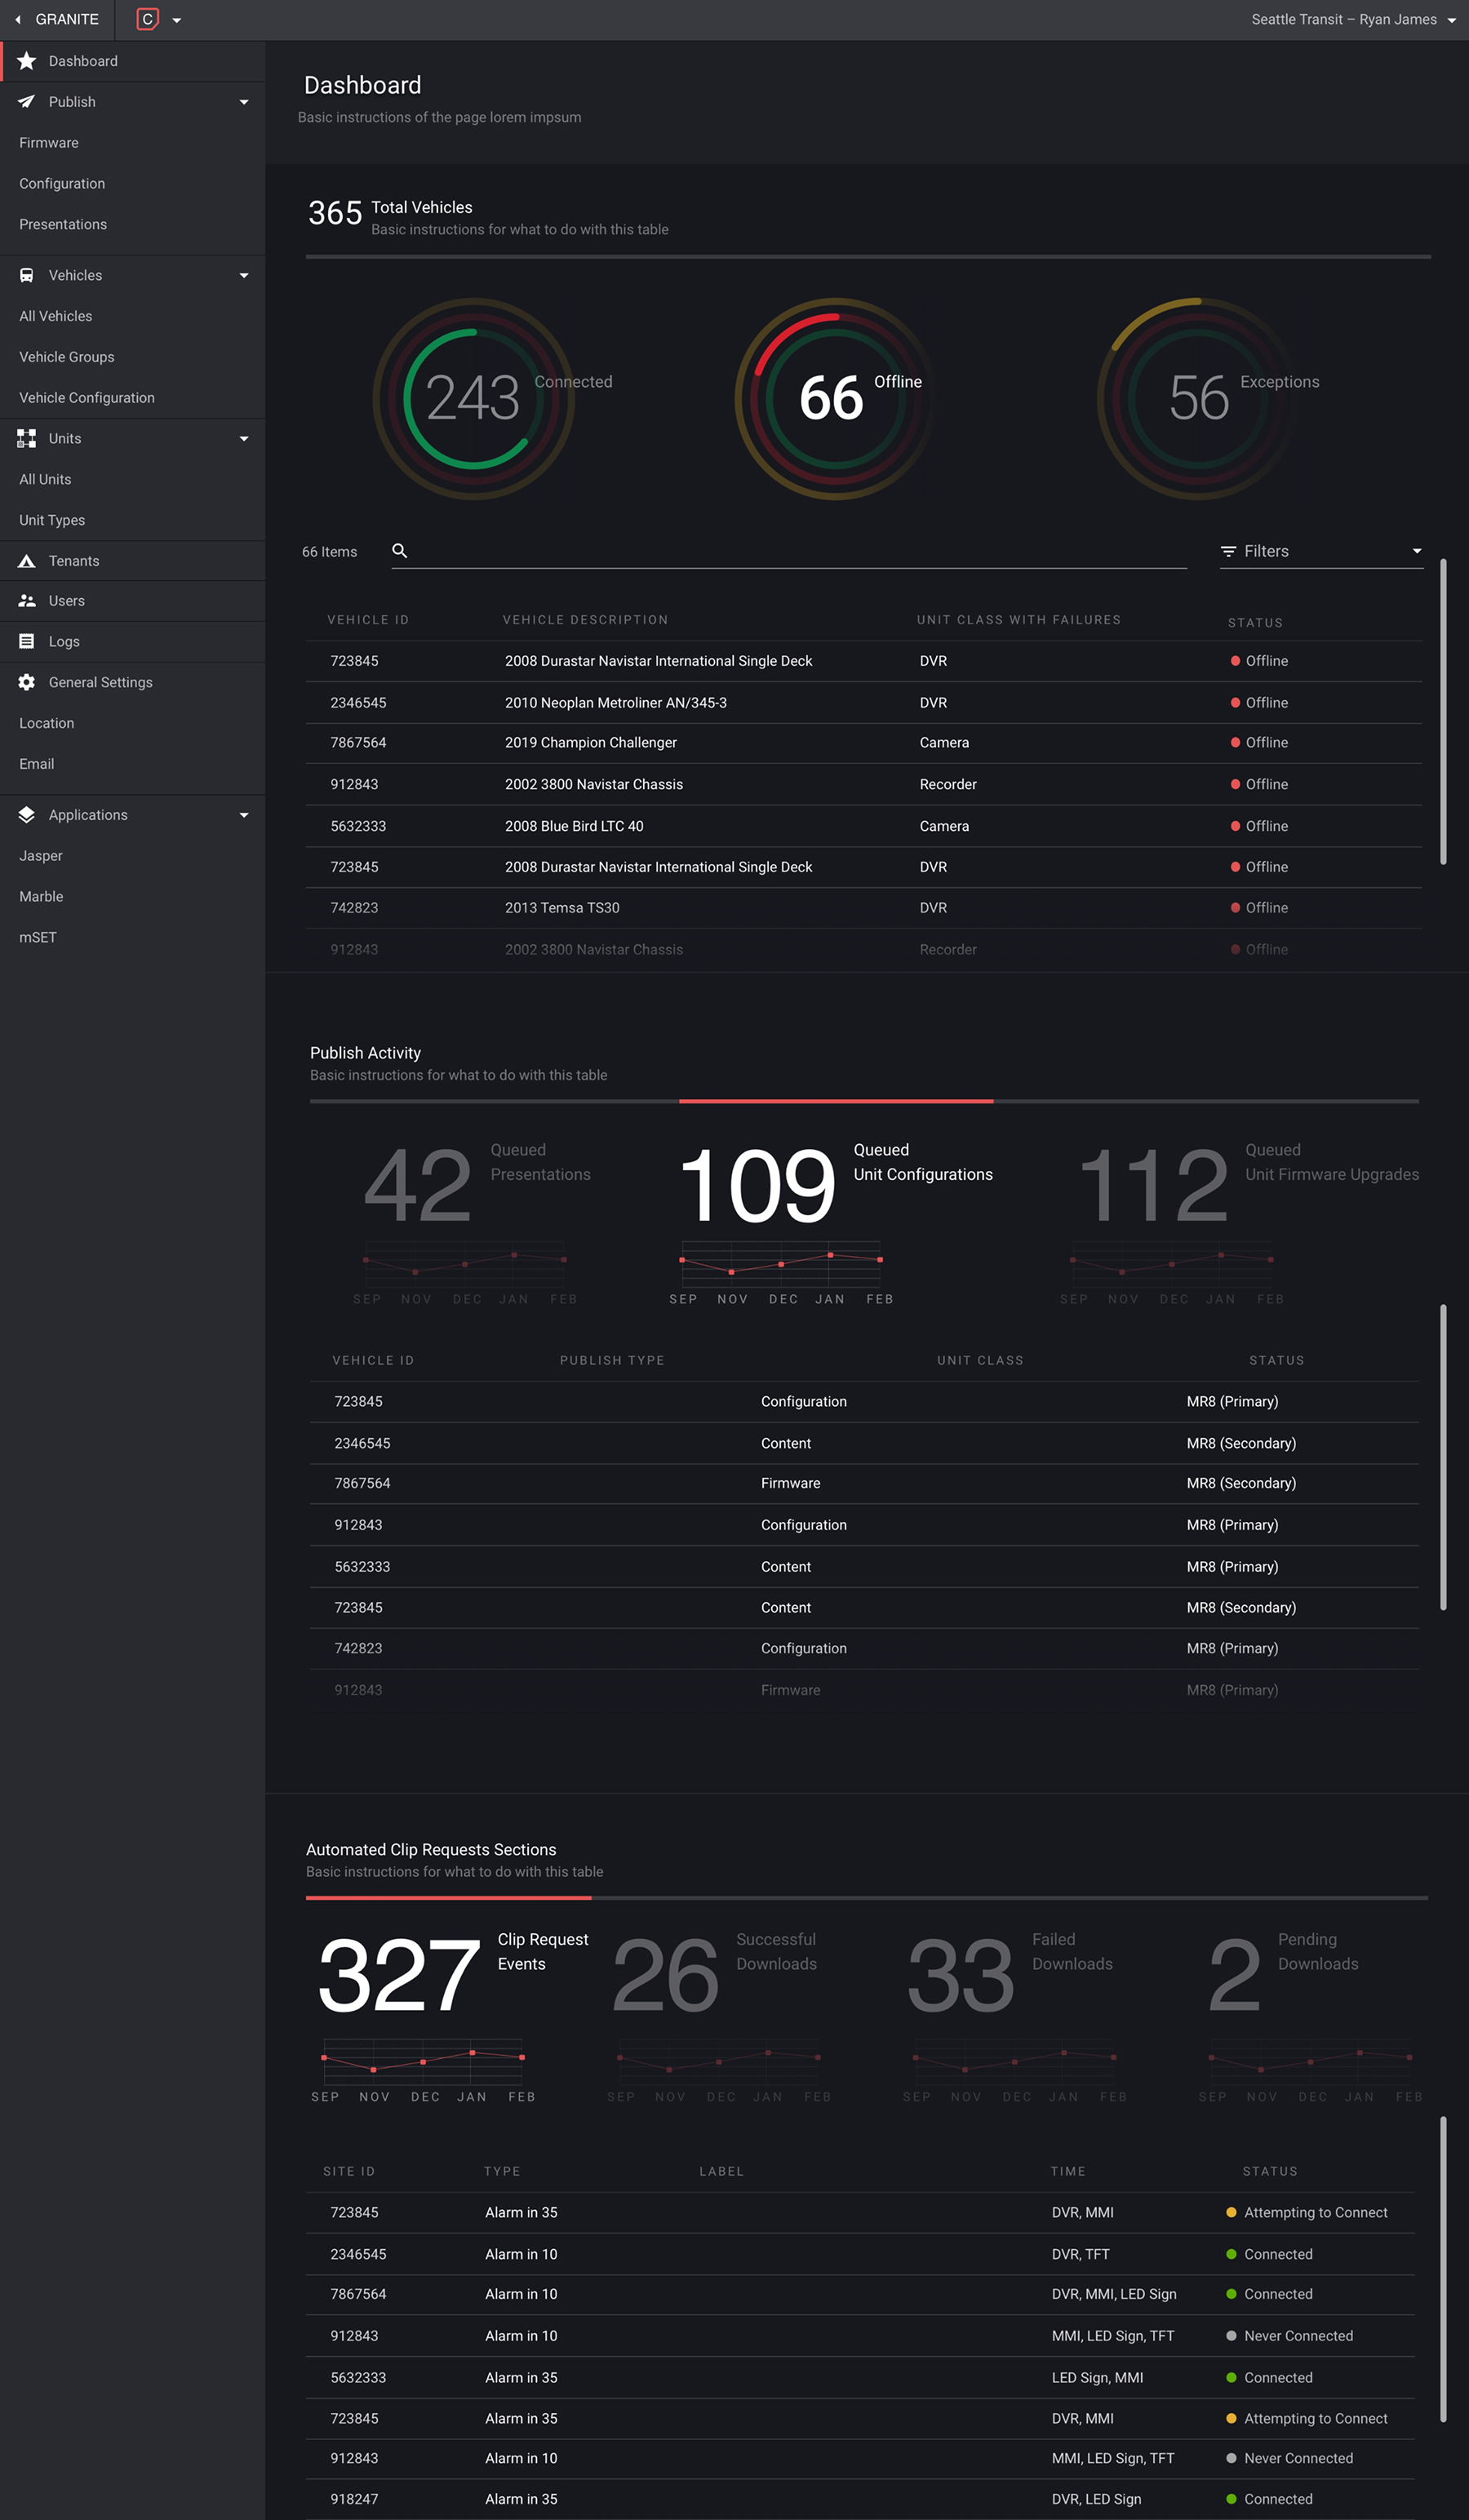 GRANITE
C
Seattle Transit – Ryan James
Dashboard
Publish
Firmware
Configuration
Presentations
Vehicles
All Vehicles
Vehicle Groups
Vehicle Configuration
Units
All Units
Unit Types
Tenants
Users
Logs
General Settings
Location
Email
Applications
Jasper
Marble
mSET
Dashboard
Basic instructions of the page lorem impsum
365 Total Vehicles
Basic instructions for what to do with this table
243 Connected
66 Offline
56 Exceptions
66 Items
Filters
VEHICLE ID VEHICLE DESCRIPTION UNIT CLASS WITH FAILURES STATUS
723845 2008 Durastar Navistar International Single Deck DVR Offline
2346545 2010 Neoplan Metroliner AN/345-3 DVR Offline
7867564 2019 Champion Challenger Camera Offline
912843 2002 3800 Navistar Chassis Recorder Offline
5632333 2008 Blue Bird LTC 40 Camera Offline
723845 2008 Durastar Navistar International Single Deck DVR Offline
742823 2013 Temsa TS30 DVR Offline
912843 2002 3800 Navistar Chassis Recorder Offline
Publish Activity
Basic instructions for what to do with this table
42 Queued
Presentations
SEP NOV DEC JAN FEB
109 Queued
Unit Configurations
SEP NOV DEC JAN FEB
112 Queued
Unit Firmware Upgrades
SEP NOV DEC JAN FEB
VEHICLE ID PUBLISH TYPE UNIT CLASS STATUS
723845 Configuration MR8 (Primary)
2346545 Content MR8 (Secondary)
7867564 Firmware MR8 (Secondary)
912843 Configuration MR8 (Primary)
5632333 Content MR8 (Primary)
723845 Content MR8 (Secondary)
742823 Configuration MR8 (Primary)
912843 Firmware MR8 (Primary)
Automated Clip Requests Sections
Basic instructions for what to do with this table
327 Clip Request
Events
SEP NOV DEC JAN FEB
26 Successful
Downloads
SEP NOV DEC JAN FEB
33 Failed
Downloads
SEP NOV DEC JAN FEB
2 Pending
Downloads
SEP NOV DEC JAN FEB
SITE ID TYPE LABEL TIME STATUS
723845 Alarm in 35 DVR, MMI Attempting to Connect
2346545 Alarm in 10 DVR, TFT Connected
7867564 Alarm in 10 DVR, MMI, LED Sign Connected
912843 Alarm in 10 MMI, LED Sign, TFT Never Connected
5632333 Alarm in 35 LED Sign, MMI Connected
723845 Alarm in 35 DVR, MMI Attempting to Connect
912843 Alarm in 10 MMI, LED Sign, TFT Never Connected
918247 Alarm in 35 DVR, LED Sign Connected